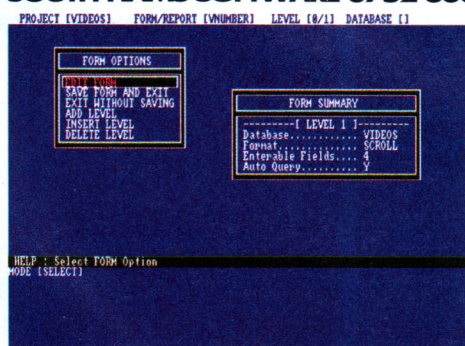 PROJECT [VIDEOS] FORM/REPORT [VNUMBER] LEVEL [0/1] DATABASE []
FORM OPTIONS
EDIT FORM
SAVE FORM AND EXIT
EXIT WITHOUT SAVING
ADD LEVEL
INSERT LEVEL
DELETE LEVEL
FORM SUMMARY
---------[ LEVEL 1 ]---------
Database.......... VIDEOS
Format............ SCROLL
Enterable Fields.... 4
Auto Query.......... Y
HELP : Select FORM Option
MODE [SELECT]